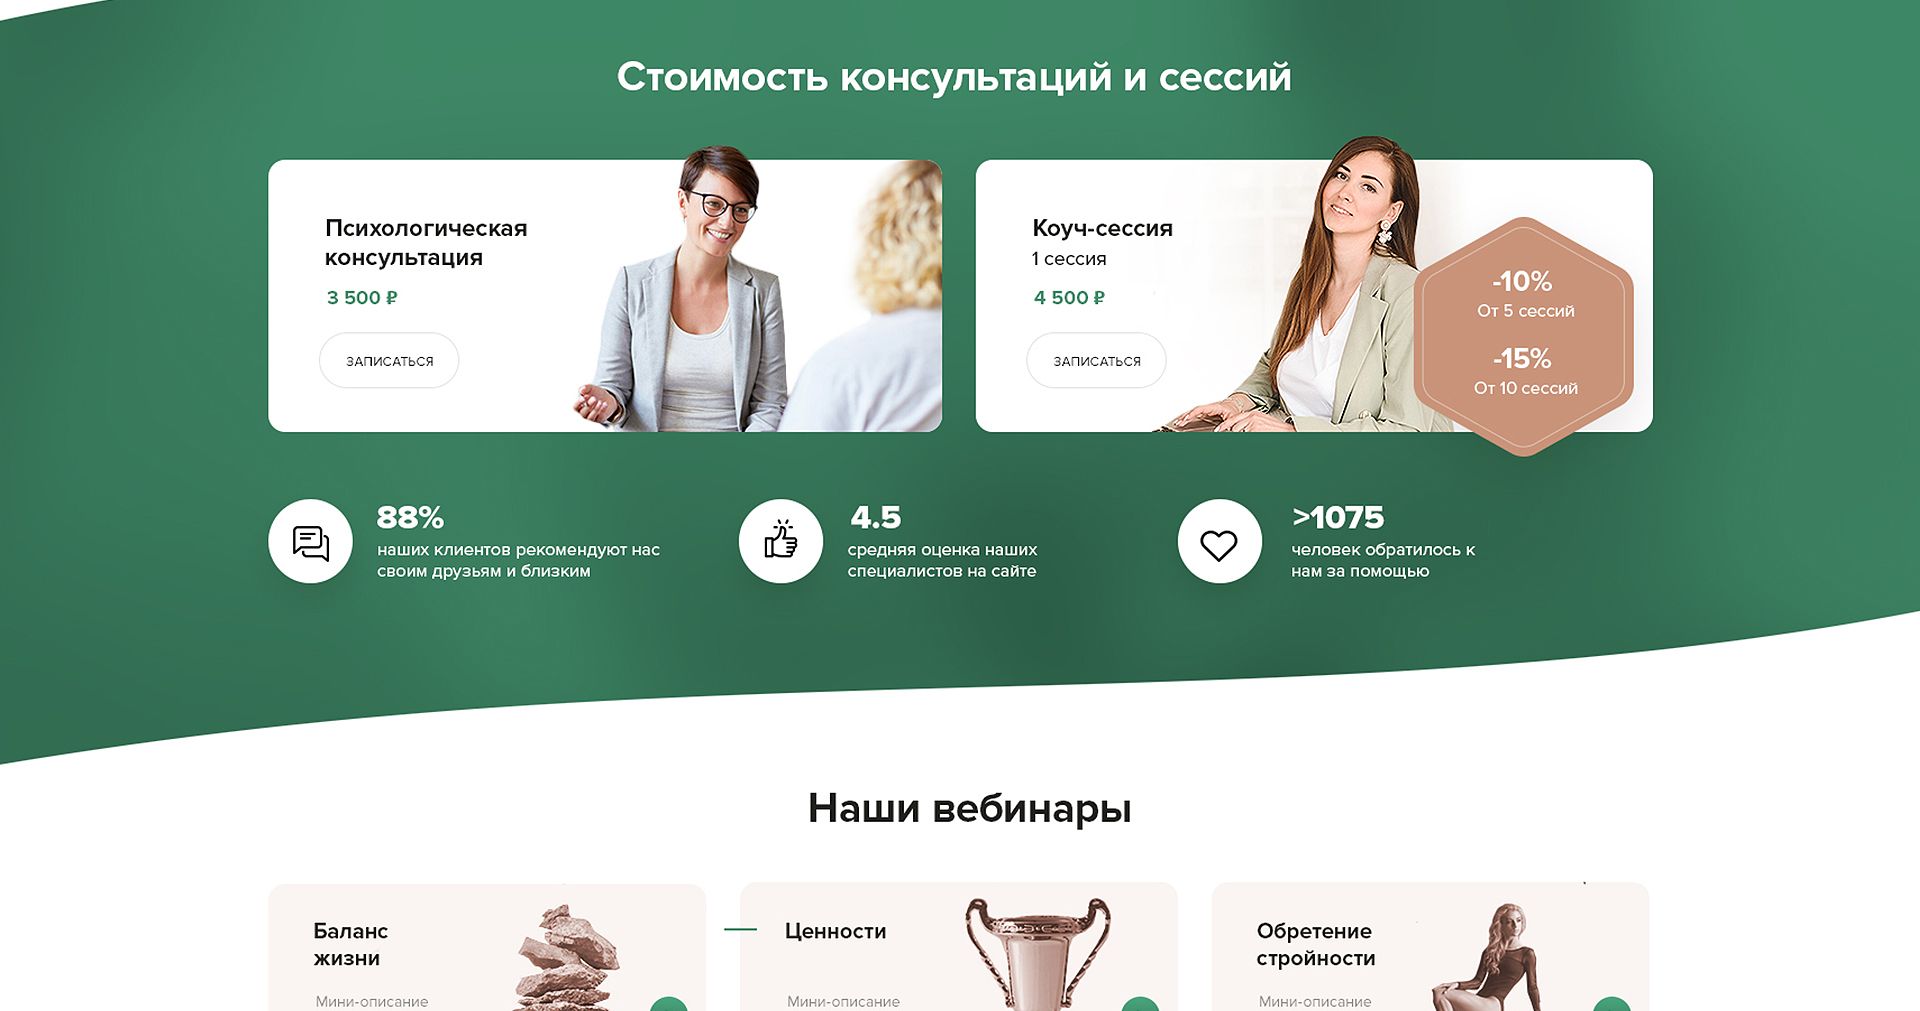 Стоимость консультаций и сессий
Психологическая
консультация
3 500 ₽
ЗАПИСАТЬСЯ
Коуч-сессия
1 сессия
4 500 ₽
ЗАПИСАТЬСЯ
-10%
От 5 сессий
-15%
От 10 сессий
88%
наших клиентов рекомендуют нас
своим друзьям и близким
4.5
средняя оценка наших
специалистов на сайте
>1075
человек обратилось к
нам за помощью
Наши вебинары
Баланс
жизни
Мини-описание
Ценности
Мини-описание
Обретение
стройности
Мини-описание